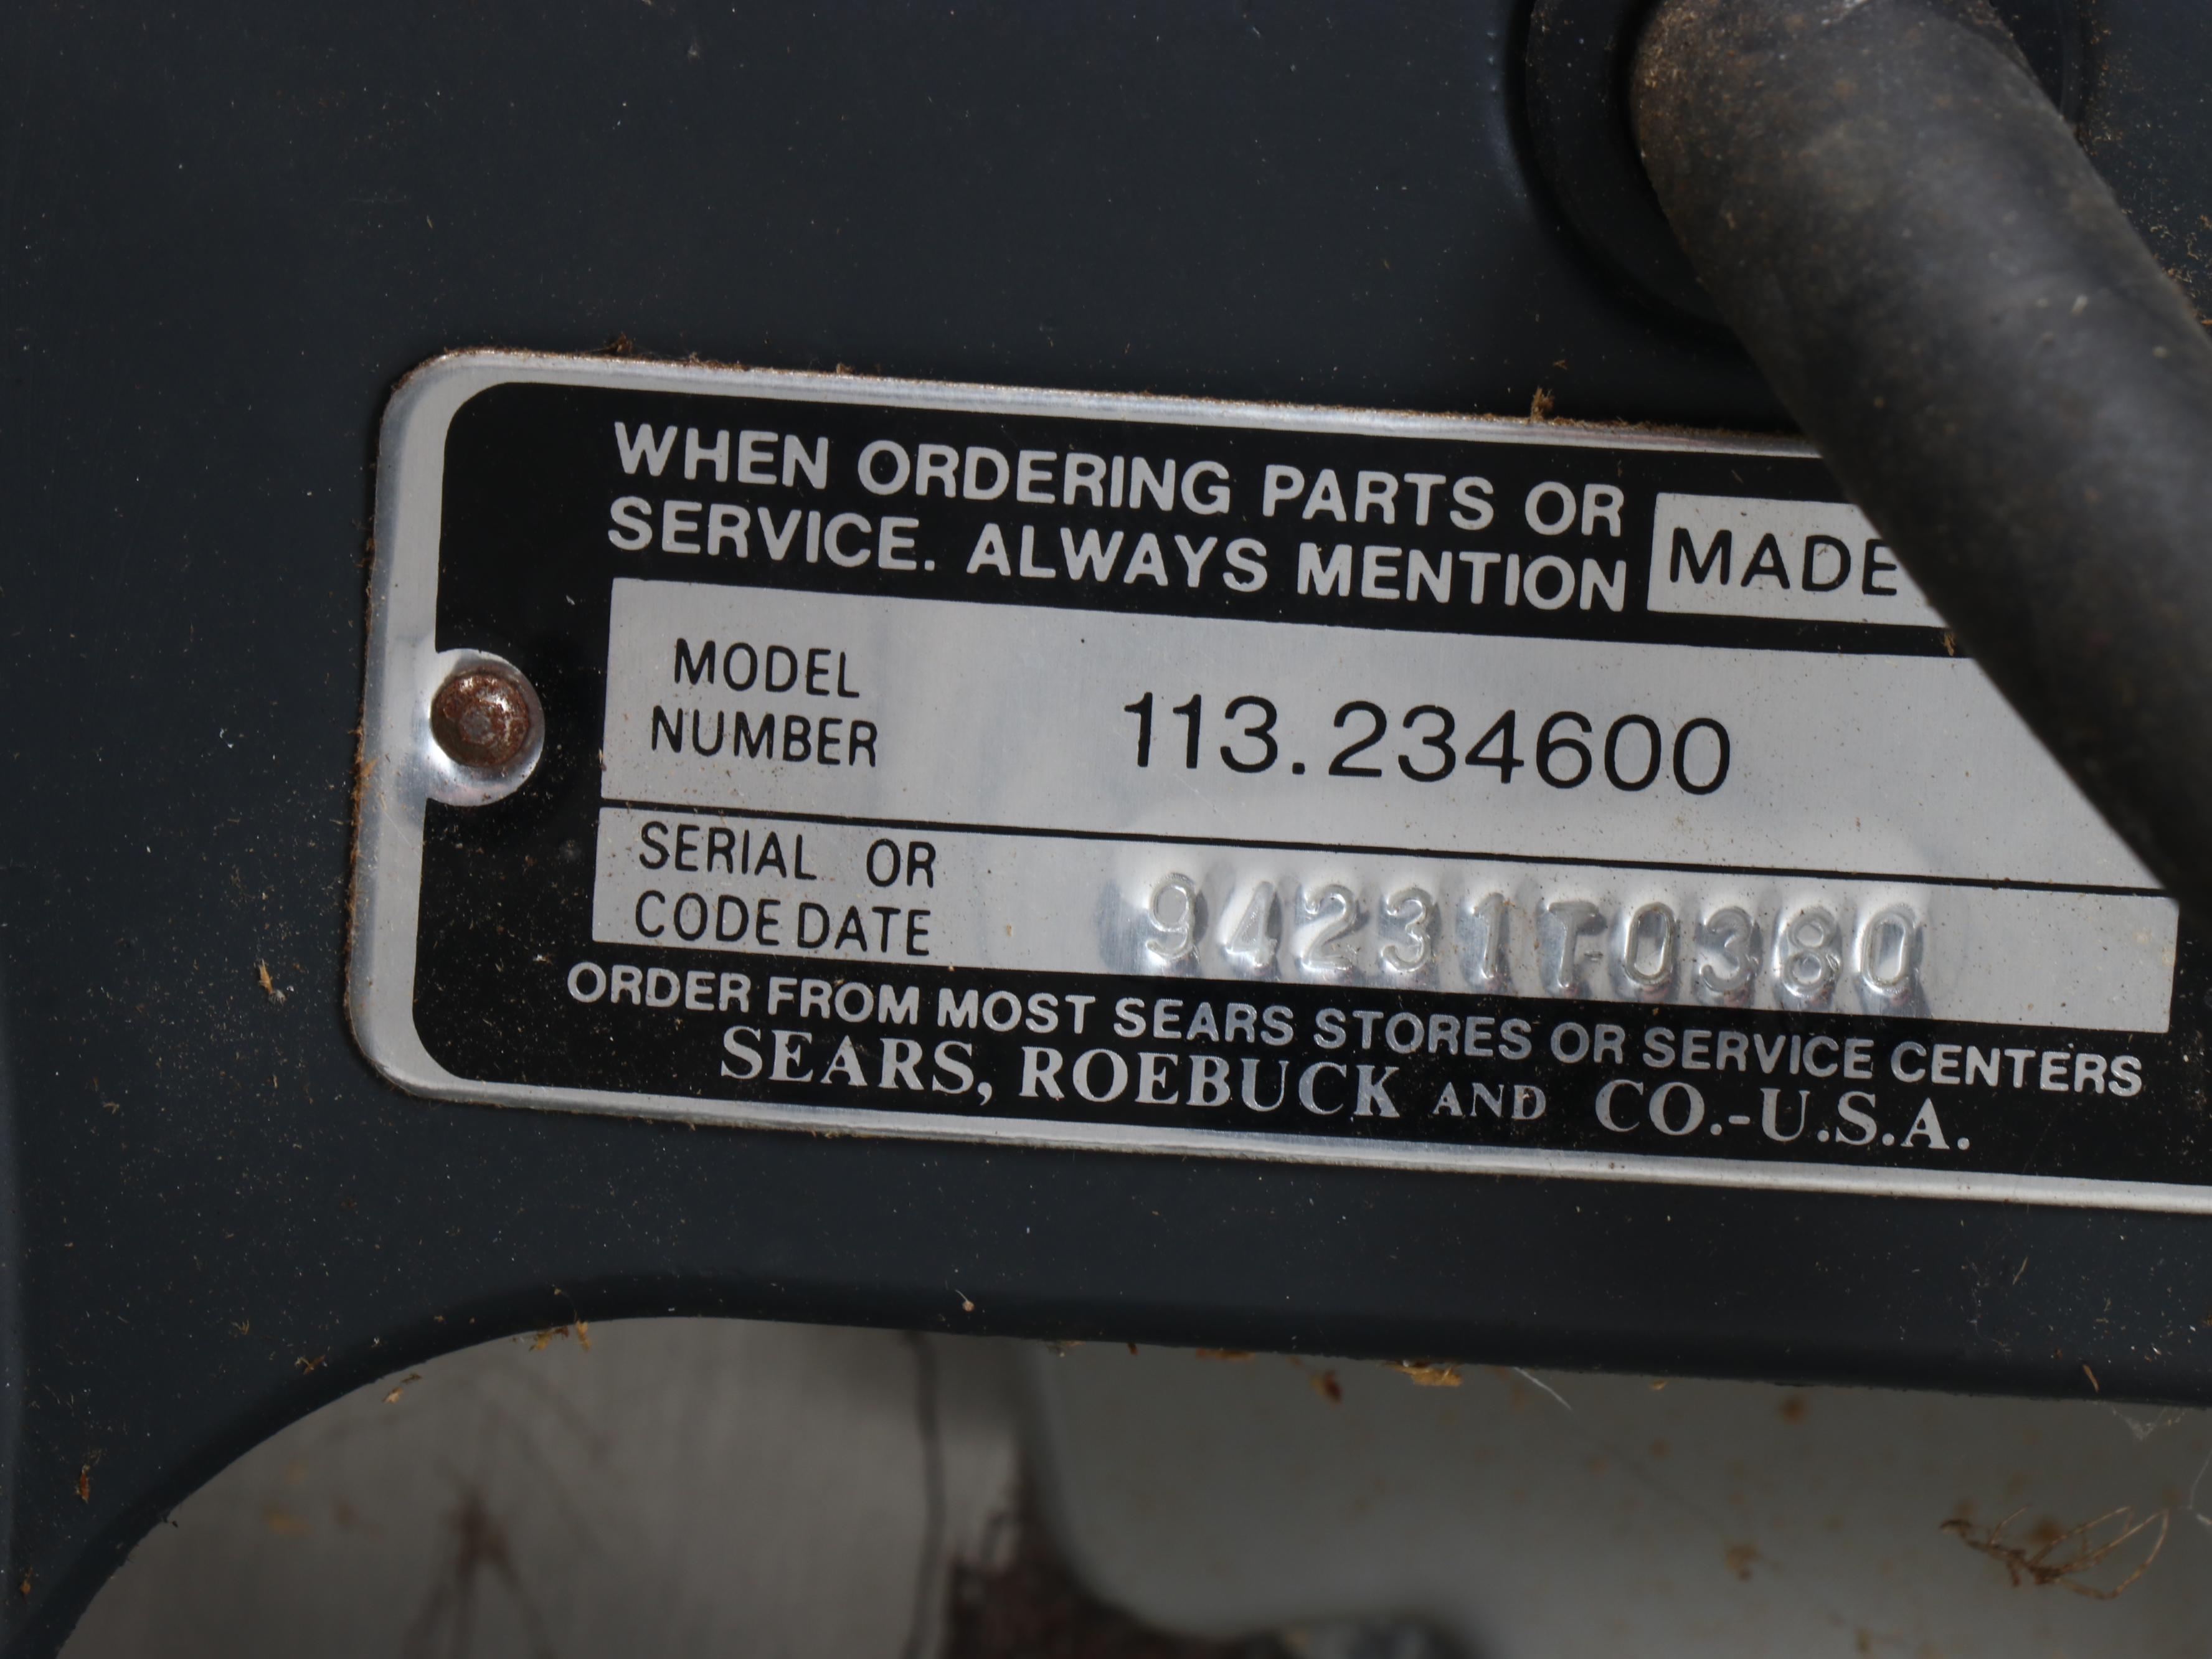 WHEN ORDERING PARTS OR
SERVICE. ALWAYS MENTION
MADE
MODEL
NUMBER
113.234600
SERIAL OR
CODE DATE
94231T0380
ORDER FROM MOST SEARS STORES OR SERVICE CENTERS
SEARS, ROEBUCK AND CO.-U.S.A.